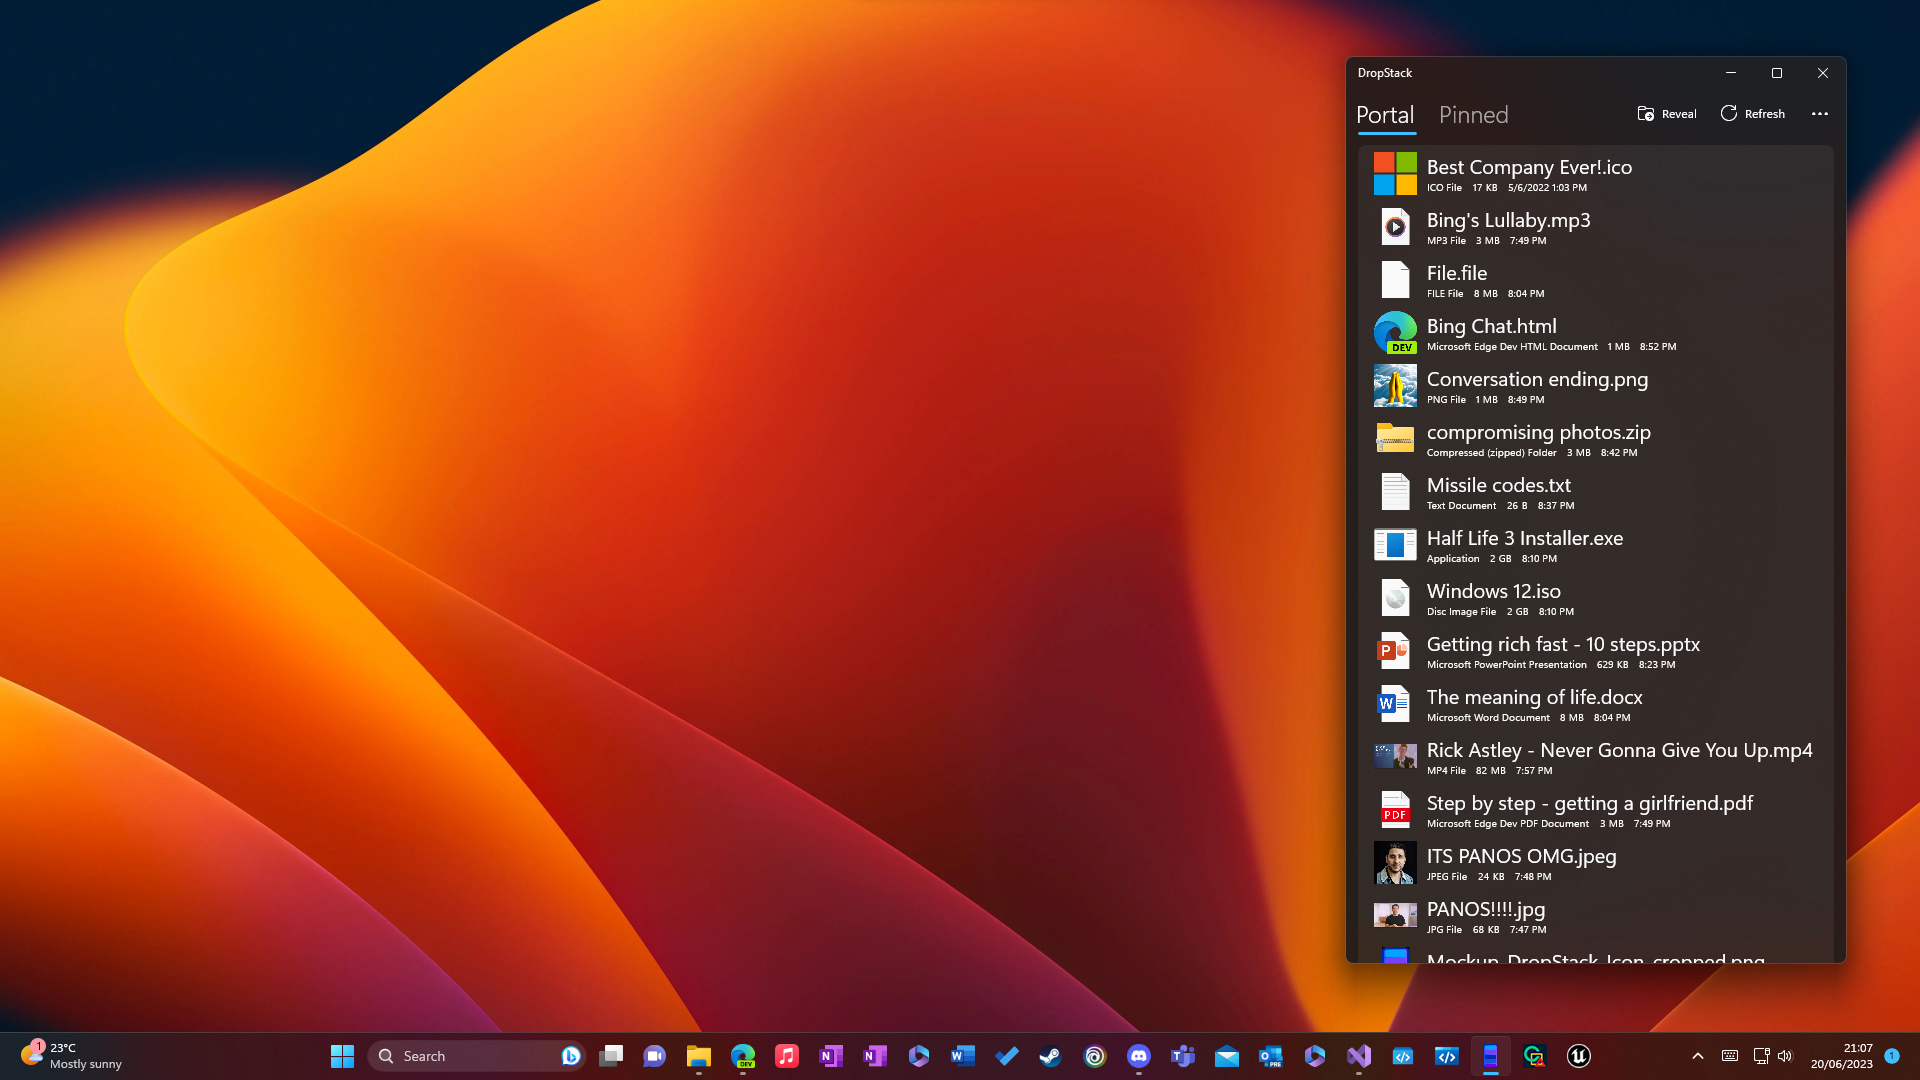 DropStack
Portal Pinned Reveal Refresh
Best Company Ever!.ico
ICO File 17 KB 5/6/2022 1:03 PM
Bing's Lullaby.mp3
MP3 File 3 MB 7:49 PM
File.file
FILE File 8 MB 8:04 PM
DEV
Bing Chat.html
Microsoft Edge Dev HTML Document 1 MB 8:52 PM
Conversation ending.png
PNG File 1 MB 8:49 PM
compromising photos.zip
Compressed (zipped) Folder 3 MB 8:42 PM
Missile codes.txt
Text Document 26 B 8:37 PM
Half Life 3 Installer.exe
Application 2 GB 8:10 PM
Windows 12.iso
Disc Image File 2 GB 8:10 PM
P
Getting rich fast - 10 steps.pptx
Microsoft PowerPoint Presentation 629 KB 8:23 PM
W
The meaning of life.docx
Microsoft Word Document 8 MB 8:04 PM
Rick Astley - Never Gonna Give You Up.mp4
MP4 File 82 MB 7:57 PM
PDF
Step by step - getting a girlfriend.pdf
Microsoft Edge Dev PDF Document 3 MB 7:49 PM
ITS PANOS OMG.jpeg
JPEG File 24 KB 7:48 PM
PANOS!!!!.jpg
JPG File 68 KB 7:47 PM
Mockup_DropStack_Icon_cropped.png
1
23°C
Mostly sunny
Search
DEV
N
N
W
PRE
21:07
20/06/2023
1